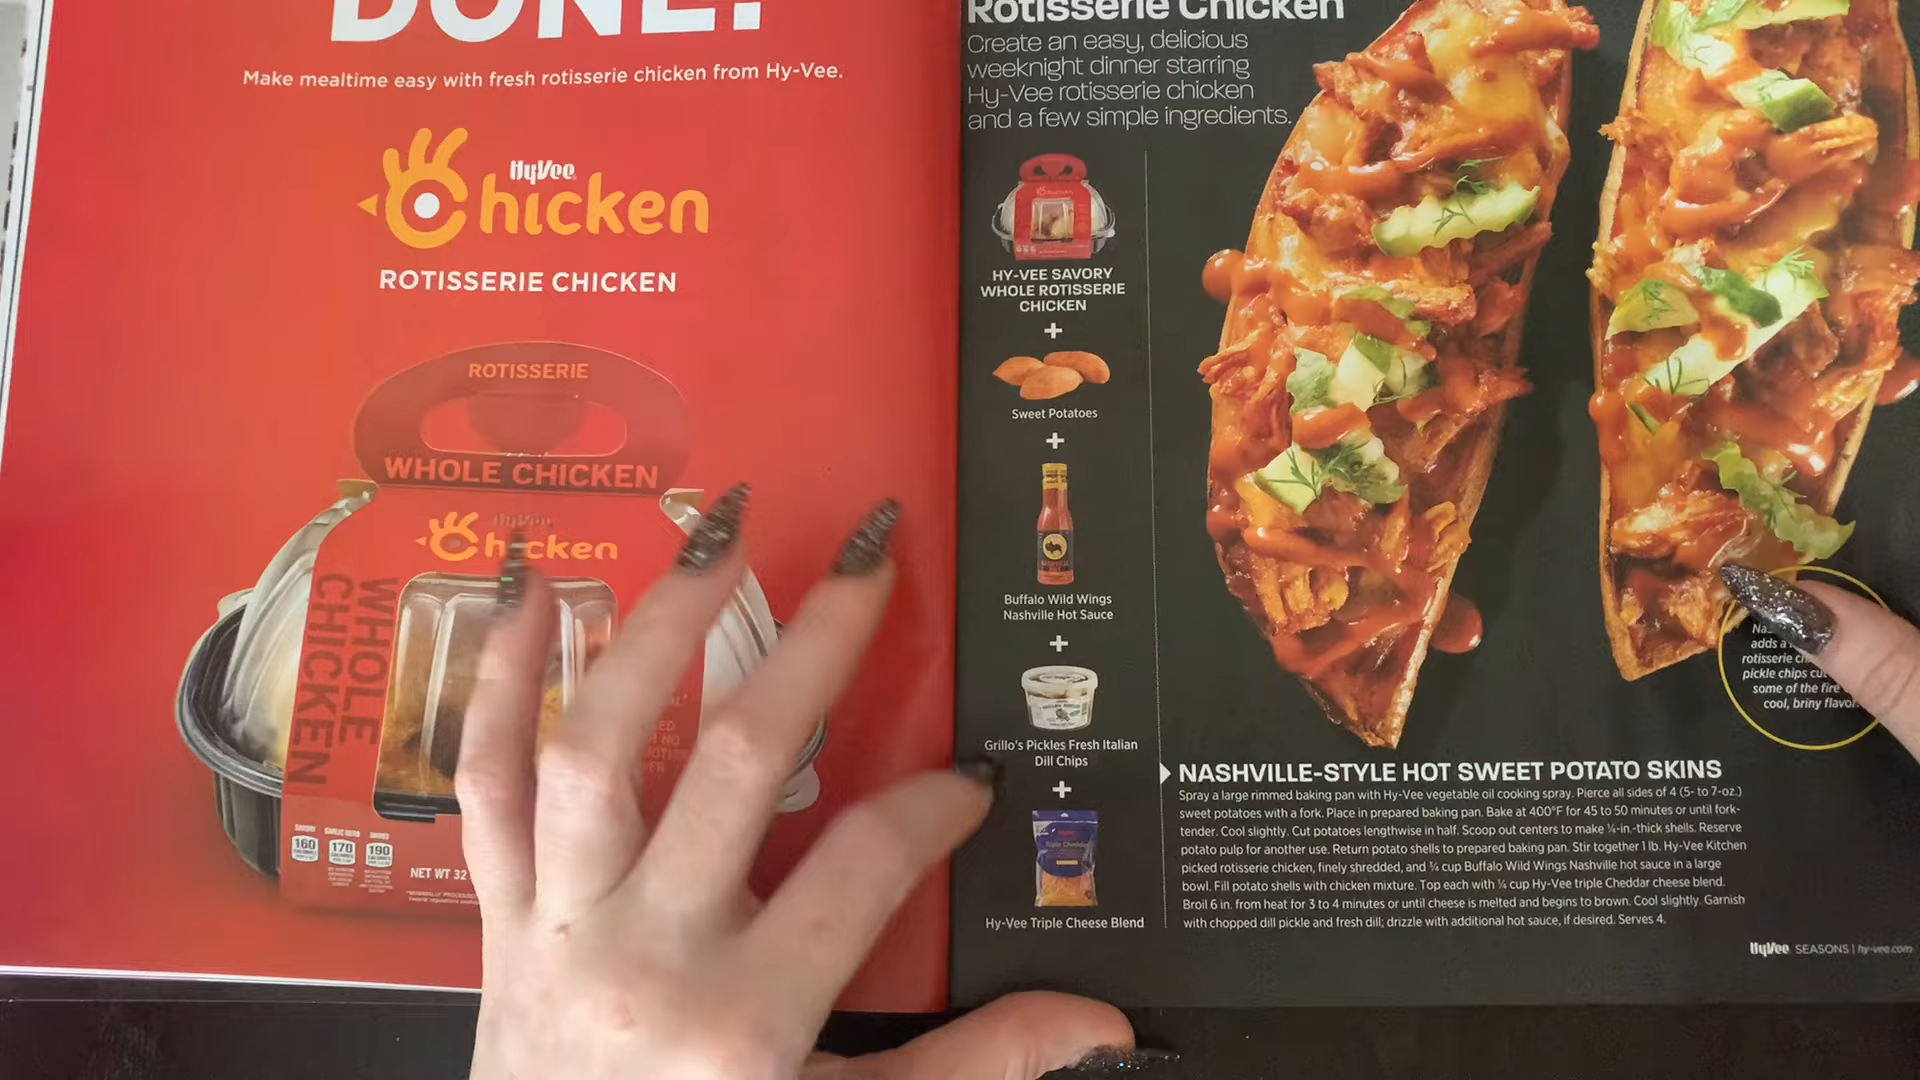 DONE!
Make mealtime easy with fresh rotisserie chicken from Hy-Vee.
HyVee
Chicken
ROTISSERIE CHICKEN
ROTISSERIE
WHOLE CHICKEN
HyVee
Chicken
WHOLE
CHICKEN
160
170
190
NET WT 32
Rotisserie Chicken
Create an easy, delicious
weeknight dinner starring
Hy-Vee rotisserie chicken
and a few simple ingredients.
HY-VEE SAVORY
WHOLE ROTISSERIE
CHICKEN
+
Sweet Potatoes
+
Buffalo Wild Wings
Nashville Hot Sauce
+
Grillo's Pickles Fresh Italian
Dill Chips
+
Hy-Vee Triple Cheese Blend
adds a
rotisserie
pickle chips cut
some of the fire
cool, briny flavor.
NASHVILLE-STYLE HOT SWEET POTATO SKINS
Spray a large rimmed baking pan with Hy-Vee vegetable oil cooking spray. Pierce all sides of 4 (5- to 7-oz.)
sweet potatoes with a fork. Place in prepared baking pan. Bake at 400°F for 45 to 50 minutes or until fork-
tender. Cool slightly. Cut potatoes lengthwise in half. Scoop out centers to make ¼-in.-thick shells. Reserve
potato pulp for another use. Return potato shells to prepared baking pan. Stir together 1 lb. Hy-Vee Kitchen
picked rotisserie chicken, finely shredded, and ¾ cup Buffalo Wild Wings Nashville hot sauce in a large
bowl. Fill potato shells with chicken mixture. Top each with ¼ cup Hy-Vee triple Cheddar cheese blend.
Broil 6 in. from heat for 3 to 4 minutes or until cheese is melted and begins to brown. Cool slightly. Garnish
with chopped dill pickle and fresh dill; drizzle with additional hot sauce, if desired. Serves 4.
HyVee SEASONS | hy-vee.com